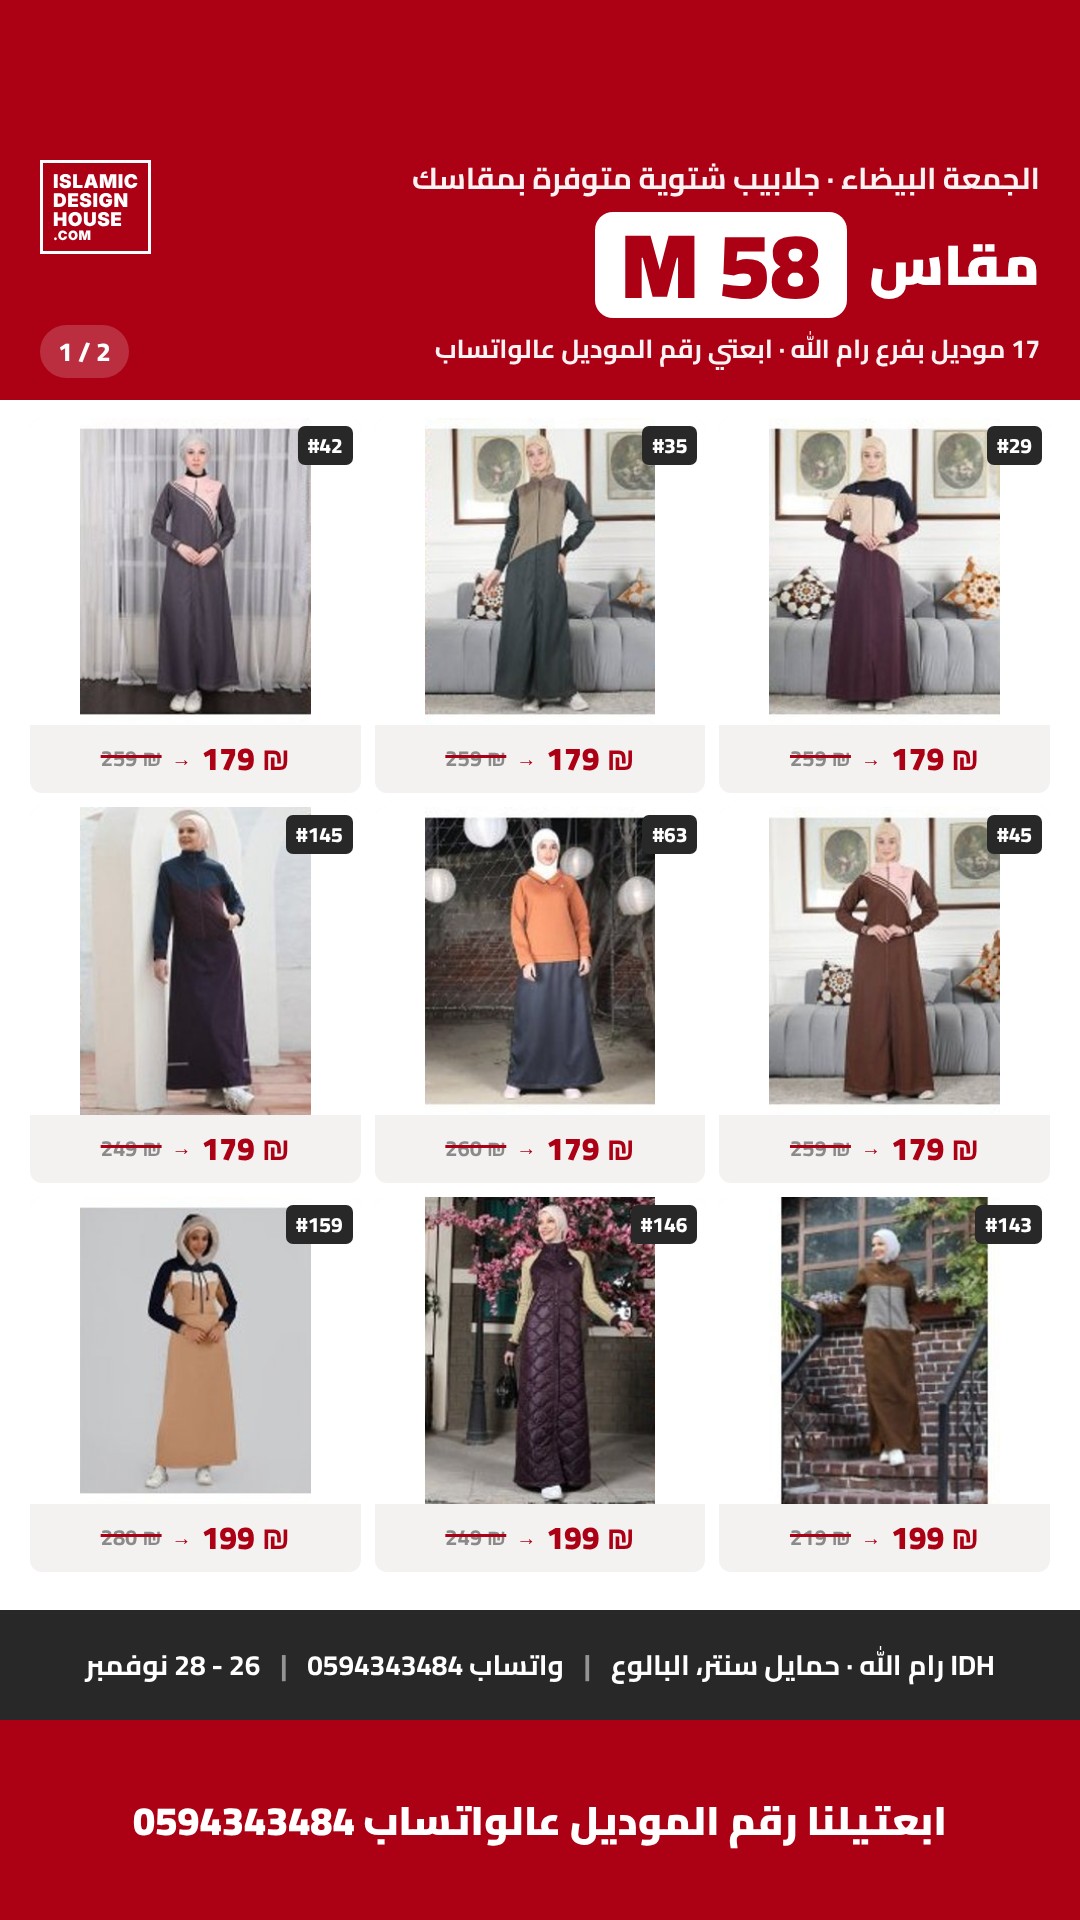 ISLAMIC
DESIGN
HOUSE
.COM
الجمعة البيضاء · جلابيب شتوية متوفرة بمقاسك
مقاس M 58
17 موديل بفرع رام الله · ابعتي رقم الموديل عالواتساب
1 / 2
#29
#35
#42
259 ₪ → 179 ₪
259 ₪ → 179 ₪
259 ₪ → 179 ₪
#45
#63
#145
259 ₪ → 179 ₪
260 ₪ → 179 ₪
249 ₪ → 179 ₪
#143
#146
#159
219 ₪ → 199 ₪
249 ₪ → 199 ₪
280 ₪ → 199 ₪
IDH رام الله · حمايل سنتر، البالوع | واتساب 0594343484 | 26 - 28 نوفمبر
ابعتيلنا رقم الموديل عالواتساب 0594343484